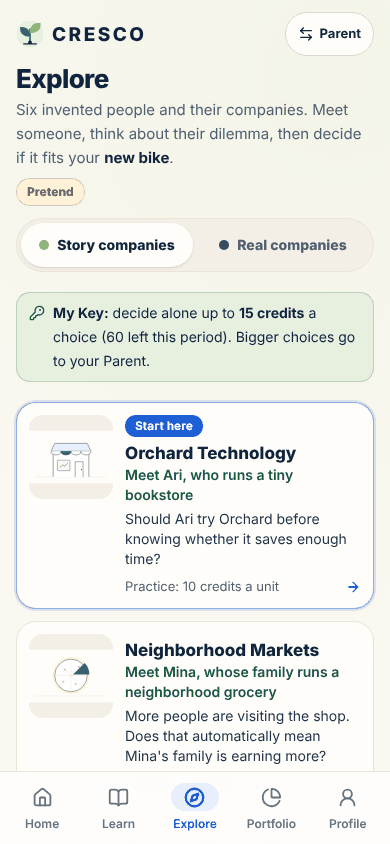 CRESCO
Parent
Explore
Six invented people and their companies. Meet
someone, think about their dilemma, then decide
if it fits your new bike.
Pretend
Story companies
Real companies
My Key: decide alone up to 15 credits a
choice (60 left this period). Bigger choices go
to your Parent.
Start here
Orchard Technology
Meet Ari, who runs a tiny
bookstore
Should Ari try Orchard before
knowing whether it saves enough
time?
Practice: 10 credits a unit
Neighborhood Markets
Meet Mina, whose family runs a
neighborhood grocery
More people are visiting the shop.
Does that automatically mean
Mina's family is earning more?
Home
Learn
Explore
Portfolio
Profile